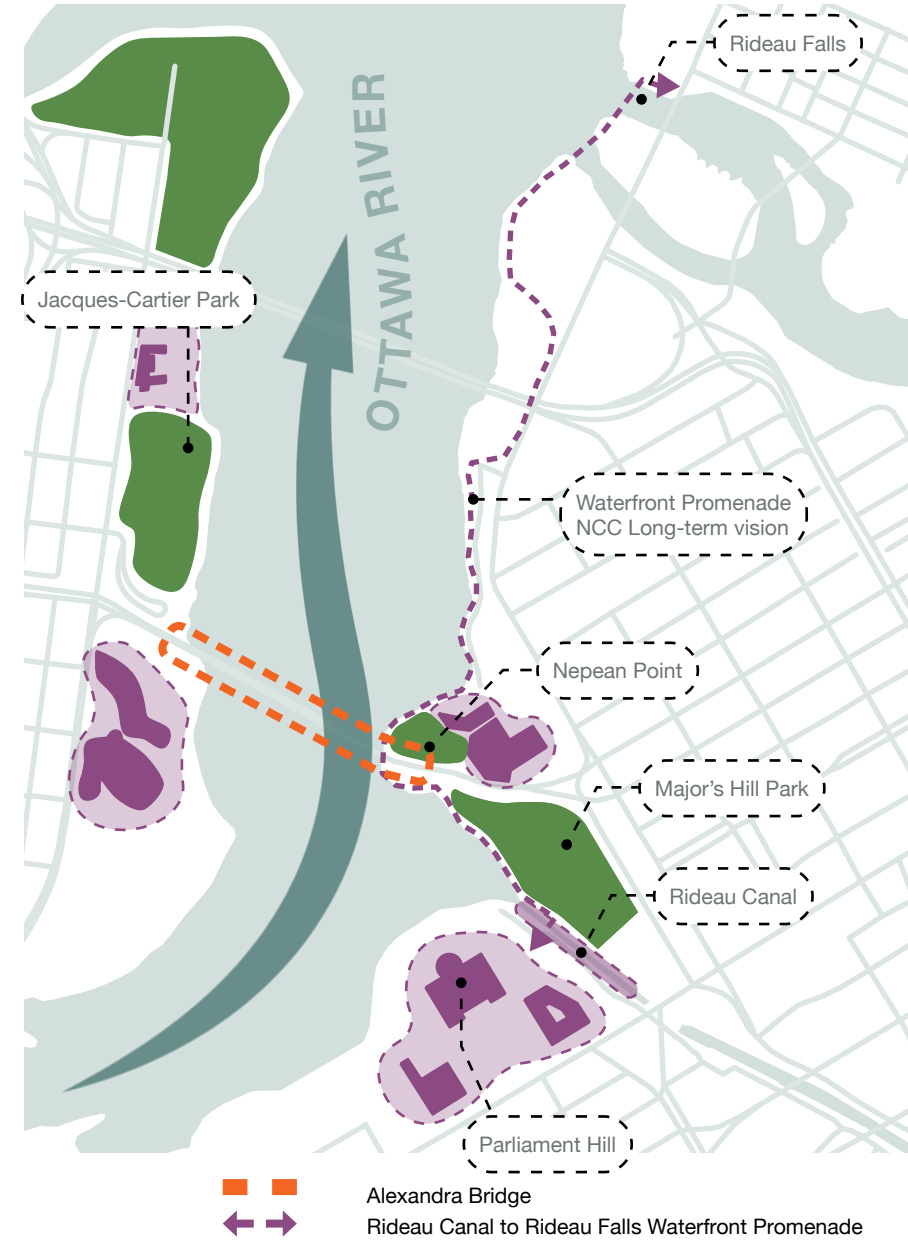 Rideau Falls
OTTAWA RIVER
Jacques-Cartier Park
Waterfront Promenade
NCC Long-term vision
Nepean Point
Major's Hill Park
Rideau Canal
Parliament Hill
Alexandra Bridge
Rideau Canal to Rideau Falls Waterfront Promenade